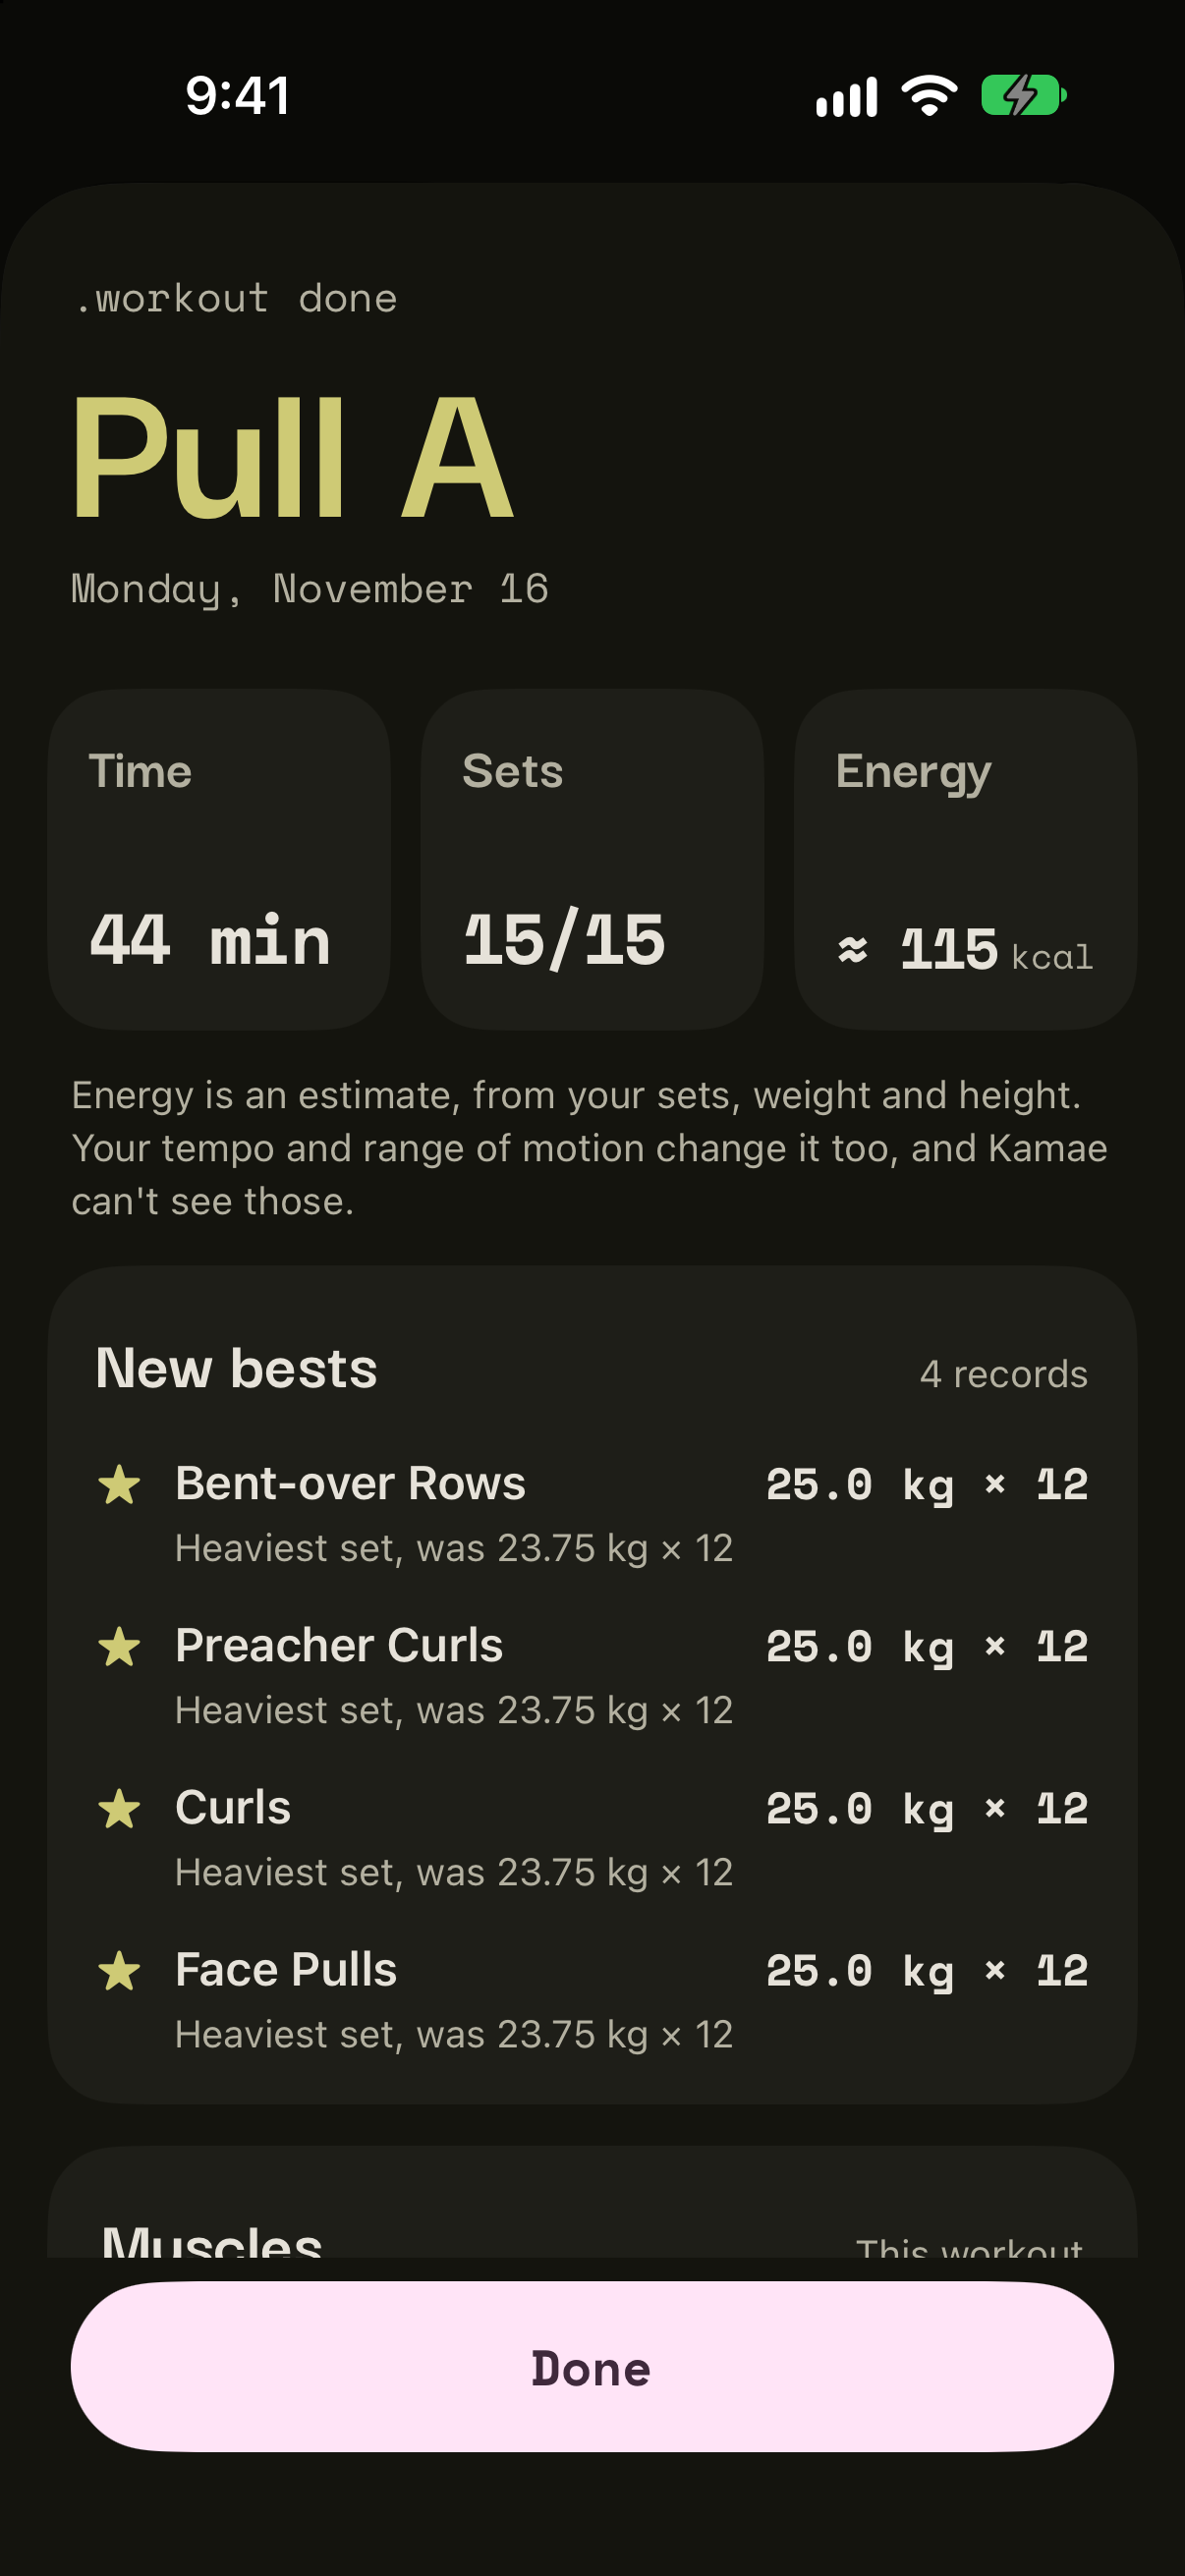 9:41
.workout done
Pull A
Monday, November 16
Time
44 min
Sets
15/15
Energy
≈ 115 kcal
Energy is an estimate, from your sets, weight and height.
Your tempo and range of motion change it too, and Kamae
can't see those.
New bests
4 records
Bent-over Rows
25.0 kg × 12
Heaviest set, was 23.75 kg × 12
Preacher Curls
25.0 kg × 12
Heaviest set, was 23.75 kg × 12
Curls
25.0 kg × 12
Heaviest set, was 23.75 kg × 12
Face Pulls
25.0 kg × 12
Heaviest set, was 23.75 kg × 12
Muscles
This workout
Done